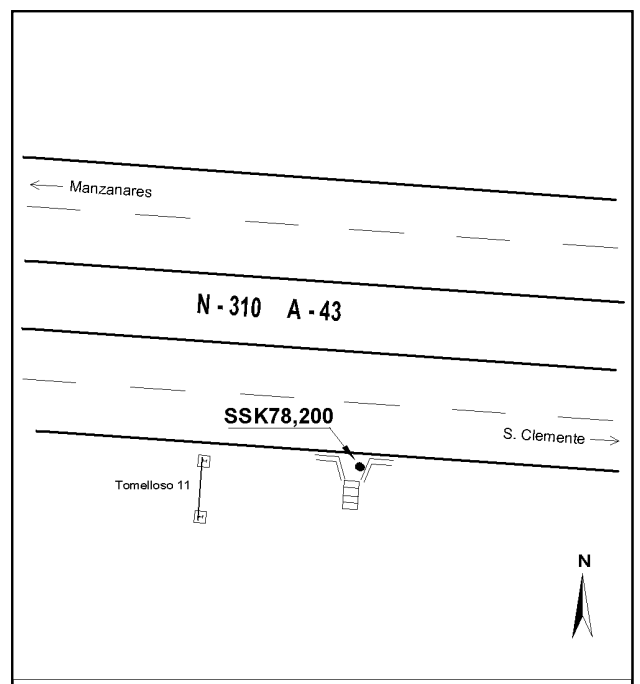 Manzanares
N - 310 A - 43
SSK78,200
S. Clemente
Tomelloso 11
N